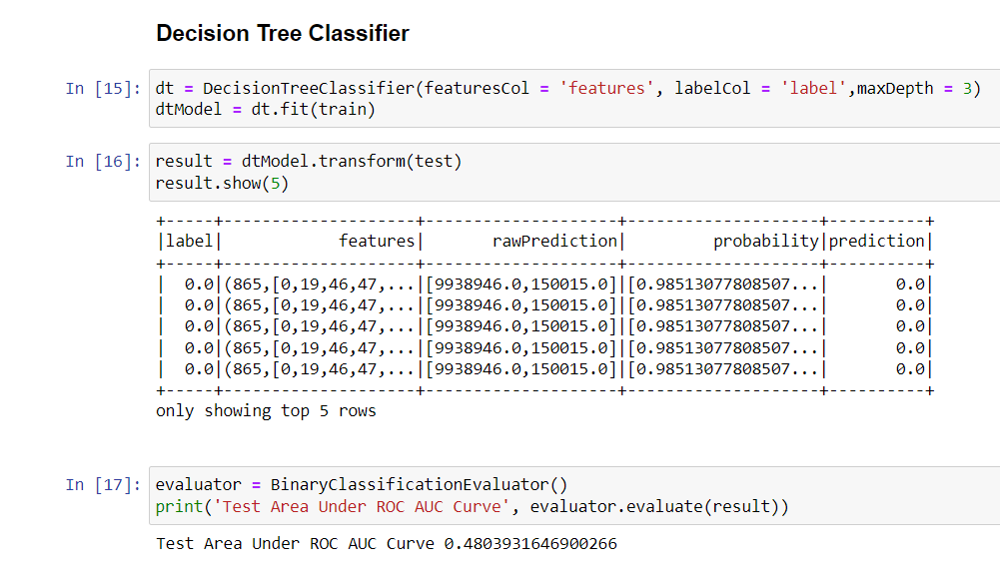 Decision Tree Classifier
In [15]: dt = DecisionTreeClassifier(featuresCol = 'features', labelCol = 'label',maxDepth = 3)
dtModel = dt.fit(train)
In [16]: result = dtModel.transform(test)
result.show(5)
+-----+--------------------+--------------------+--------------------+----------+
|label|            features|       rawPrediction|         probability|prediction|
+-----+--------------------+--------------------+--------------------+----------+
|  0.0|(865,[0,19,46,47,...|[9938946.0,150015.0]|[0.98513077808507...|       0.0|
|  0.0|(865,[0,19,46,47,...|[9938946.0,150015.0]|[0.98513077808507...|       0.0|
|  0.0|(865,[0,19,46,47,...|[9938946.0,150015.0]|[0.98513077808507...|       0.0|
|  0.0|(865,[0,19,46,47,...|[9938946.0,150015.0]|[0.98513077808507...|       0.0|
|  0.0|(865,[0,19,46,47,...|[9938946.0,150015.0]|[0.98513077808507...|       0.0|
+-----+--------------------+--------------------+--------------------+----------+
only showing top 5 rows
In [17]: evaluator = BinaryClassificationEvaluator()
print('Test Area Under ROC AUC Curve', evaluator.evaluate(result))
Test Area Under ROC AUC Curve 0.4803931646900266